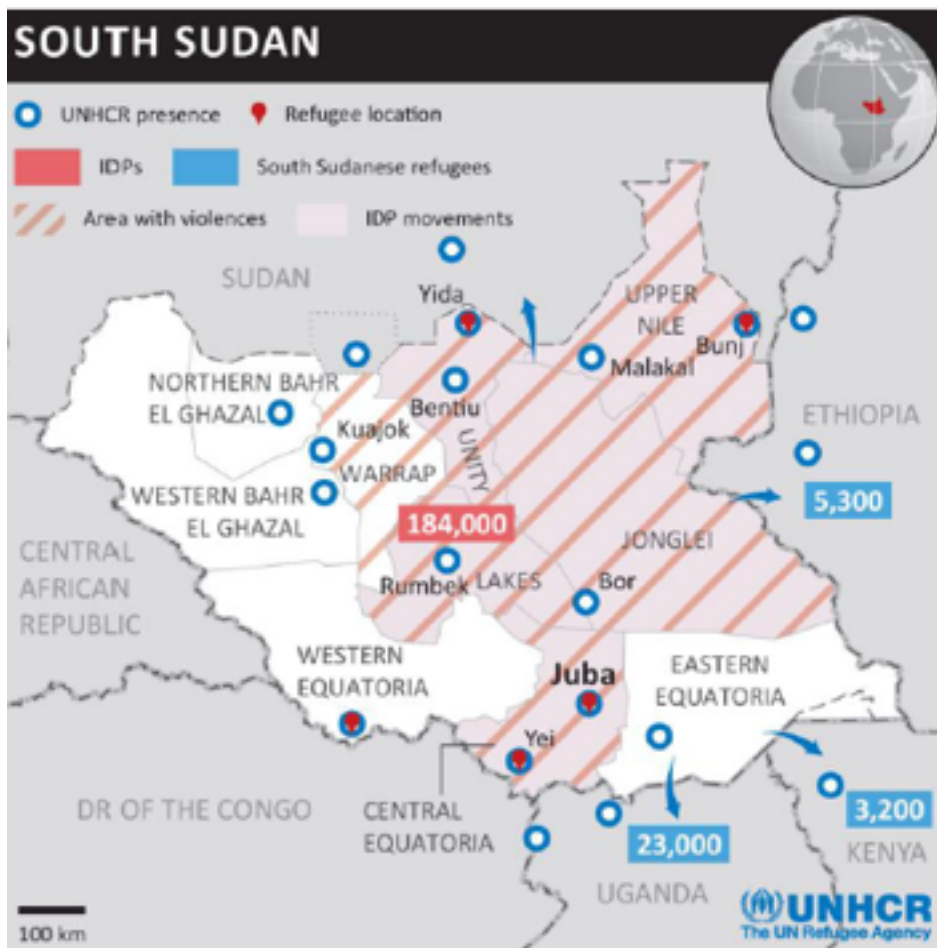 SOUTH SUDAN
UNHCR presence
Refugee location
IDPs
South Sudanese refugees
Area with violences
IDP movements
SUDAN
Yida
UPPER
NILE
Bunj
Malakal
NORTHERN BAHR
EL GHAZAL
Bentiu
ETHIOPIA
Kuajok
UNITY
WARRAP
WESTERN BAHR
EL GHAZAL
5,300
184,000
JONGLEI
CENTRAL
AFRICAN
REPUBLIC
Rumbek
LAKES
Bor
WESTERN
EQUATORIA
Juba
EASTERN
EQUATORIA
Yei
DR OF THE CONGO
CENTRAL
EQUATORIA
3,200
23,000
KENYA
UGANDA
UNHCR
The UN Refugee Agency
100 km